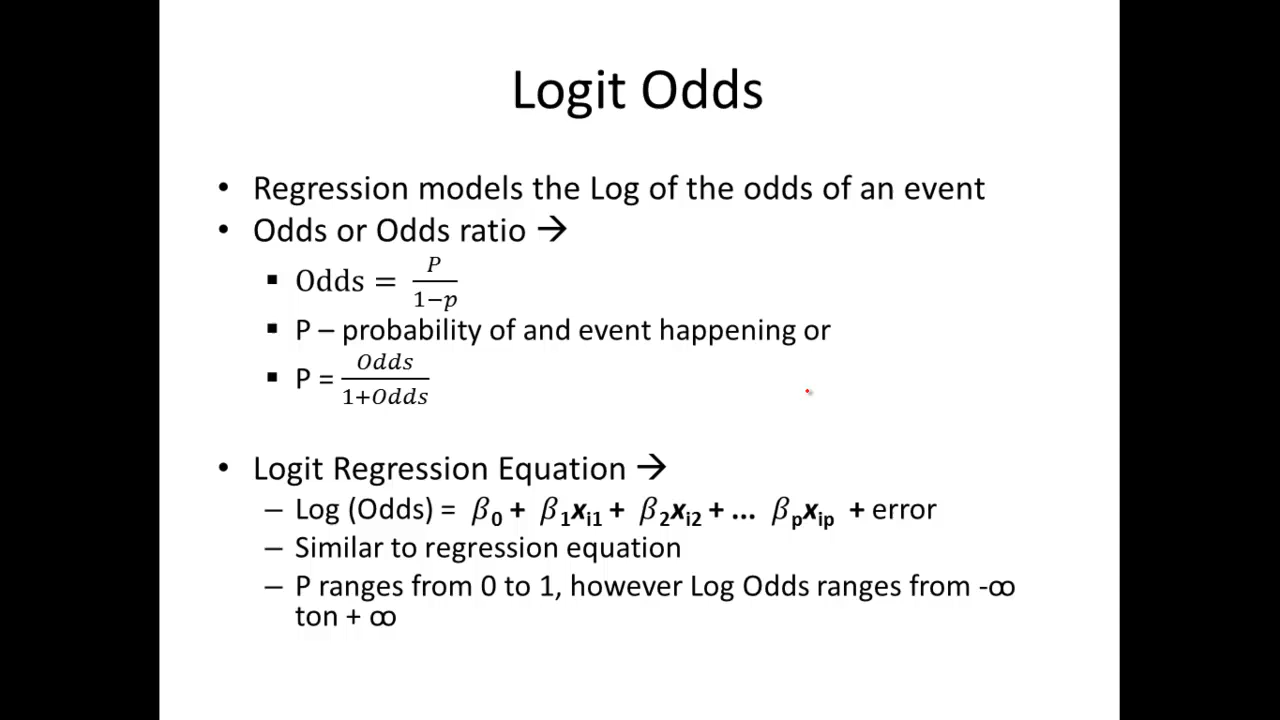 Logit Odds
• Regression models the Log of the odds of an event
• Odds or Odds ratio →
▪ Odds = P/1−p
▪ P – probability of and event happening or
▪ P = Odds/1+Odds
• Logit Regression Equation →
– Log (Odds) = β0 + β1xi1 + β2xi2 + ... βpxip + error
– Similar to regression equation
– P ranges from 0 to 1, however Log Odds ranges from -∞
ton + ∞